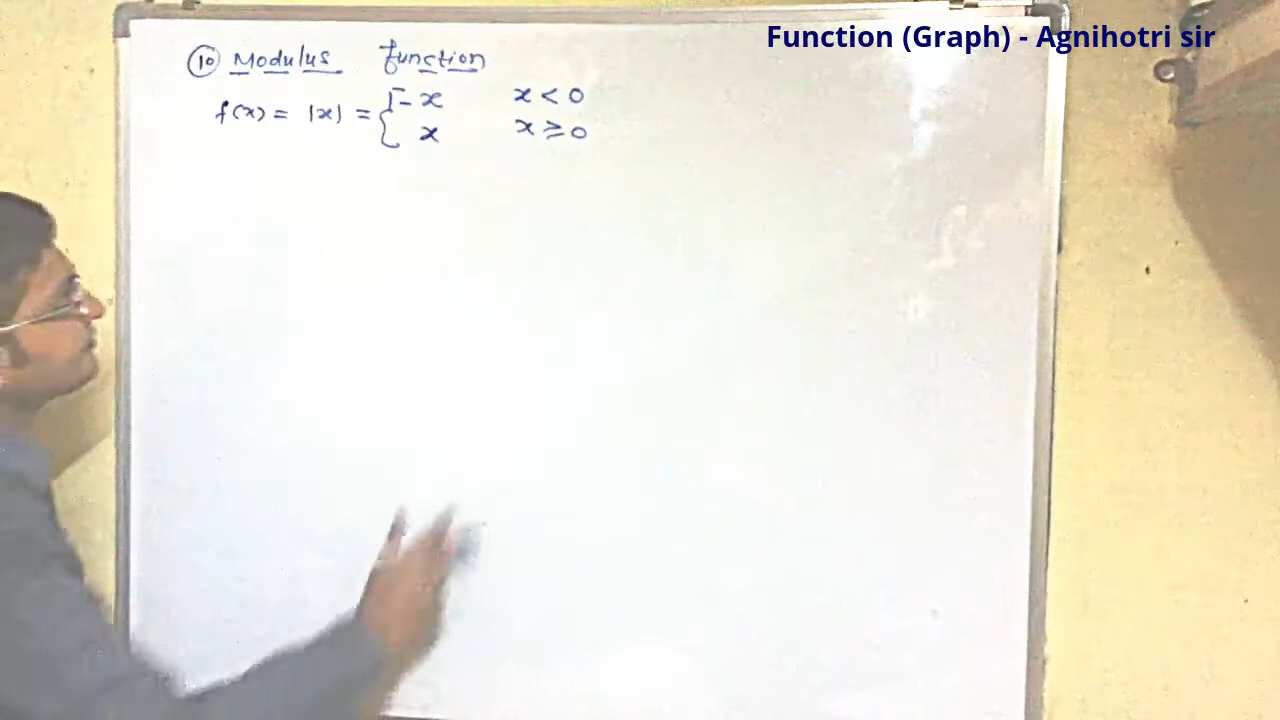 Function (Graph) - Agnihotri sir
⑩ Modulus function
f(x) = |x| = { -x x < 0
x x ≥ 0